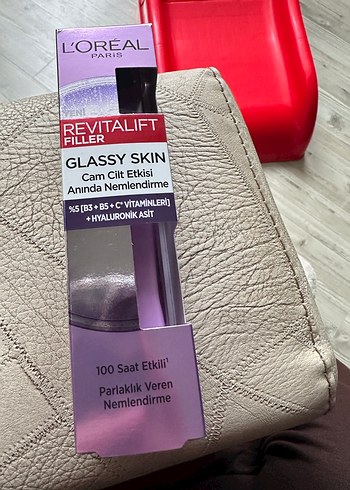 L'ORÉAL
PARIS
YENİ
REVITALIFT
FILLER
GLASSY SKIN
Cam Cilt Etkisi
Anında Nemlendirme
%5 [B3 + B5 + C* VİTAMİNLERİ]
+ HYALURONİK ASİT
100 Saat Etkili¹
Parlaklık Veren
Nemlendirme